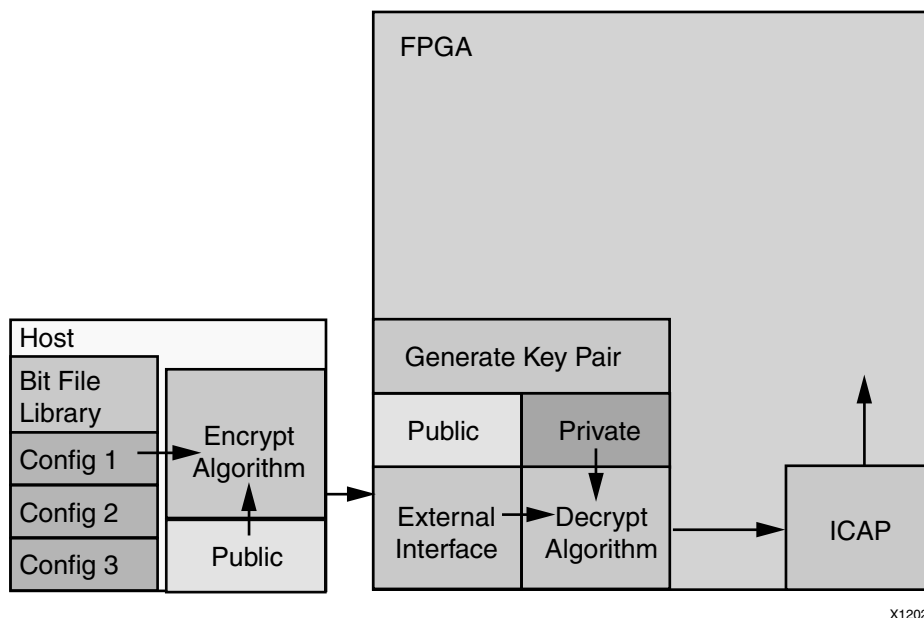 FPGA
Host
Bit File
Library
Config 1
Config 2
Config 3
Encrypt
Algorithm
Public
Generate Key Pair
Public
Private
External
Interface
Decrypt
Algorithm
ICAP
X1202